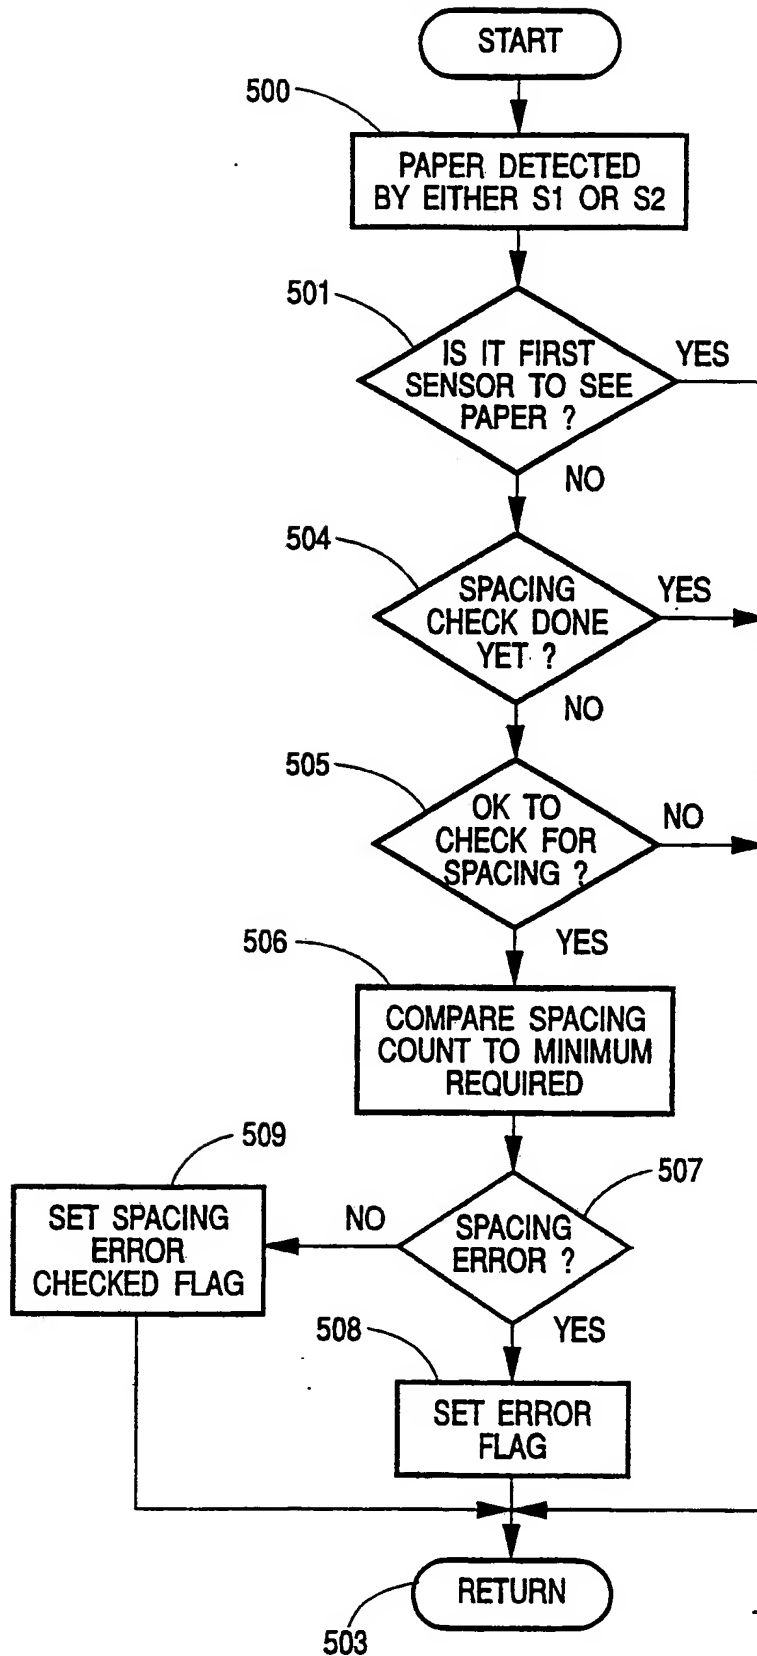 START
500
PAPER DETECTED
BY EITHER S1 OR S2
501
IS IT FIRST
SENSOR TO SEE
PAPER ?
YES
NO
504
SPACING
CHECK DONE
YET ?
YES
NO
505
OK TO
CHECK FOR
SPACING ?
NO
YES
506
COMPARE SPACING
COUNT TO MINIMUM
REQUIRED
509
507
SET SPACING
ERROR
CHECKED FLAG
NO
SPACING
ERROR ?
YES
508
SET ERROR
FLAG
RETURN
503